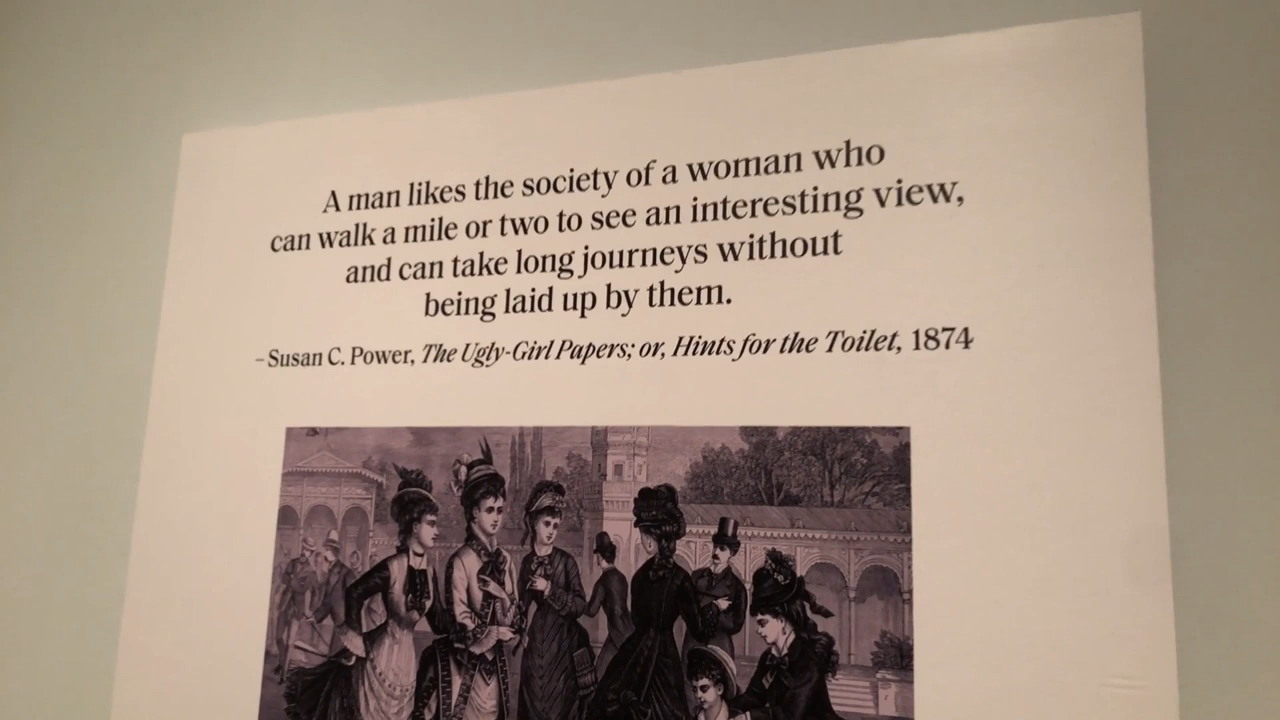 A man likes the society of a woman who
can walk a mile or two to see an interesting view,
and can take long journeys without
being laid up by them.
– Susan C. Power, The Ugly-Girl Papers; or, Hints for the Toilet, 1874